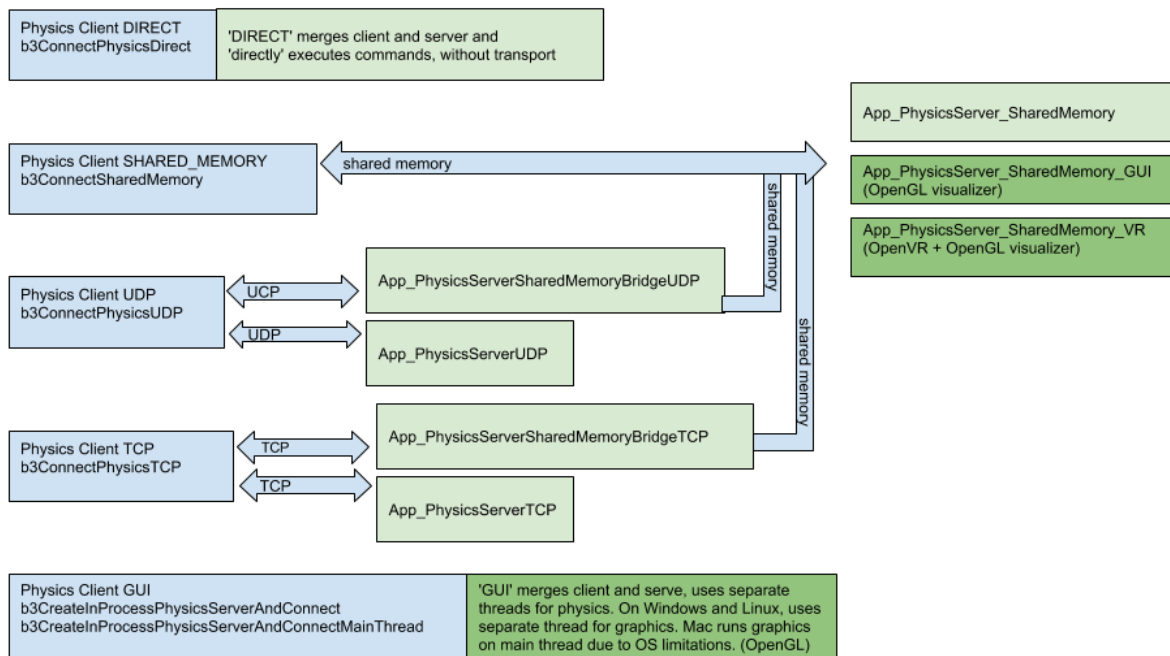 Physics Client DIRECT
b3ConnectPhysicsDirect
'DIRECT' merges client and server and
'directly' executes commands, without transport
App_PhysicsServer_SharedMemory
Physics Client SHARED_MEMORY
b3ConnectSharedMemory
shared memory
App_PhysicsServer_SharedMemory_GUI
(OpenGL visualizer)
App_PhysicsServer_SharedMemory_VR
(OpenVR + OpenGL visualizer)
shared memory
shared memory
Physics Client UDP
b3ConnectPhysicsUDP
UCP
UDP
App_PhysicsServerSharedMemoryBridgeUDP
App_PhysicsServerUDP
Physics Client TCP
b3ConnectPhysicsTCP
TCP
TCP
App_PhysicsServerSharedMemoryBridgeTCP
App_PhysicsServerTCP
Physics Client GUI
b3CreateInProcessPhysicsServerAndConnect
b3CreateInProcessPhysicsServerAndConnectMainThread
'GUI' merges client and serve, uses separate
threads for physics. On Windows and Linux, uses
separate thread for graphics. Mac runs graphics
on main thread due to OS limitations. (OpenGL)